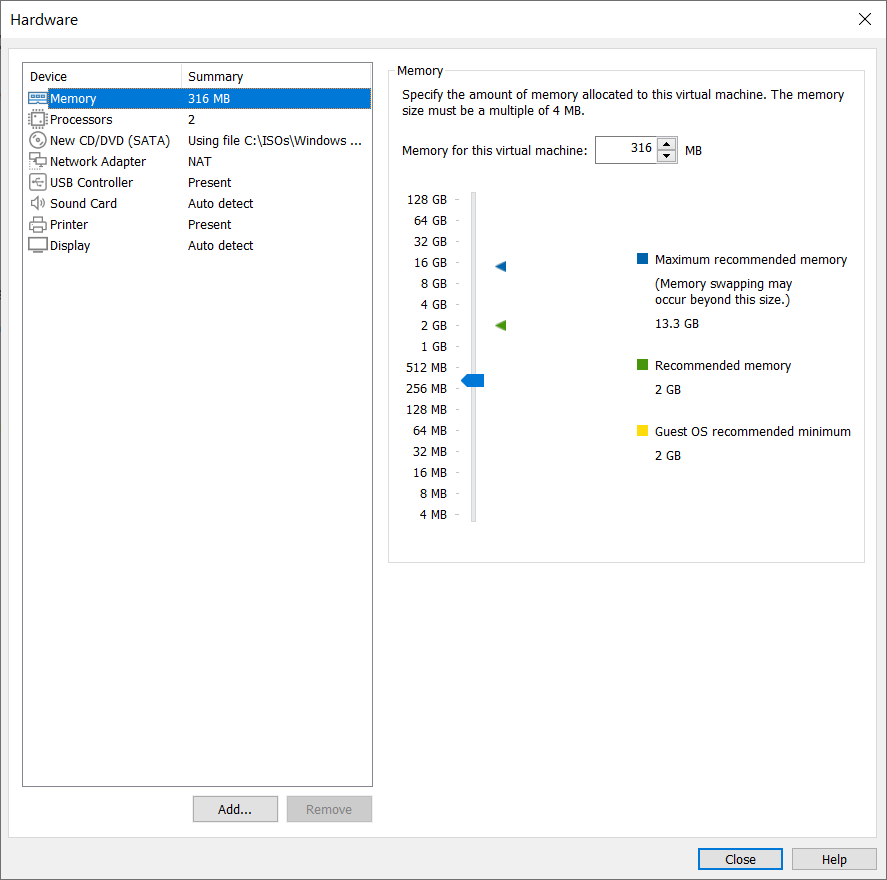 Hardware
Device Summary
Memory 316 MB
Processors 2
New CD/DVD (SATA) Using file C:\ISOs\Windows ...
Network Adapter NAT
USB Controller Present
Sound Card Auto detect
Printer Present
Display Auto detect
Add...
Remove
Memory
Specify the amount of memory allocated to this virtual machine. The memory
size must be a multiple of 4 MB.
Memory for this virtual machine: 316 MB
128 GB
64 GB
32 GB
16 GB
8 GB
4 GB
2 GB
1 GB
512 MB
256 MB
128 MB
64 MB
32 MB
16 MB
8 MB
4 MB
Maximum recommended memory
(Memory swapping may
occur beyond this size.)
13.3 GB
Recommended memory
2 GB
Guest OS recommended minimum
2 GB
Close
Help